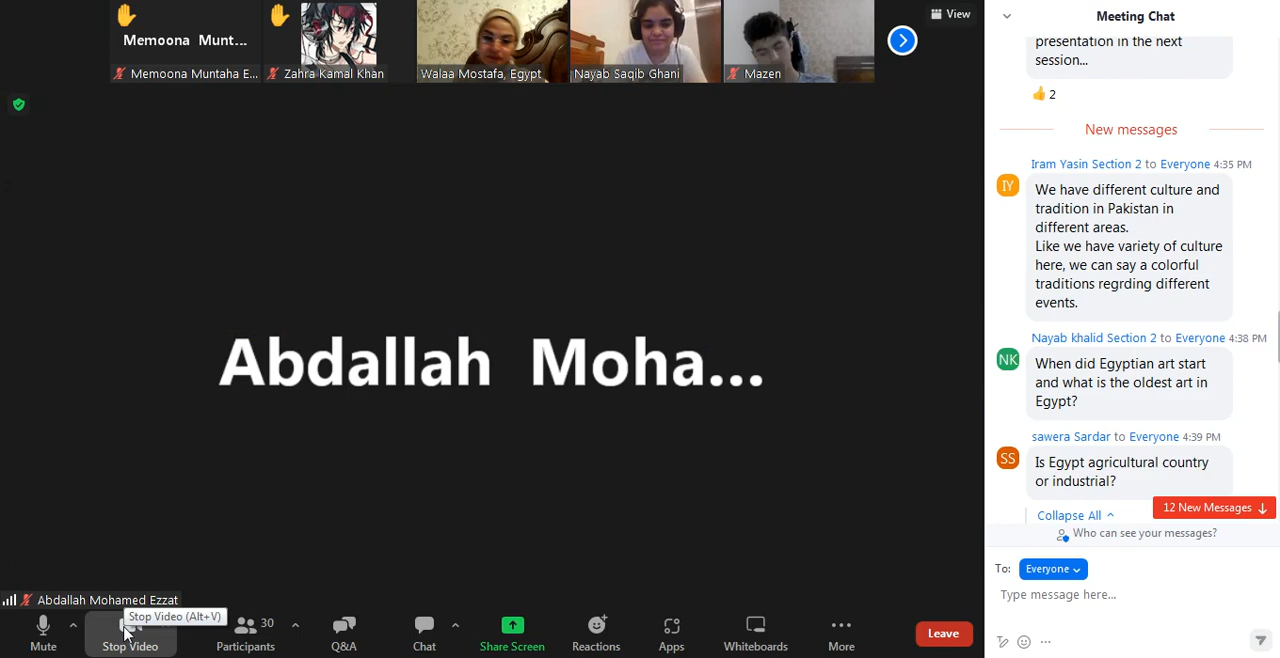 Memoona Munt...
Memoona Muntaha E...
Zahra Kamal Khan
Walaa Mostafa, Egypt
Nayab Saqib Ghani
Mazen
View
Abdallah Moha...
Abdallah Mohamed Ezzat
Stop Video (Alt+V)
Mute
Stop Video
30
Participants
Q&A
Chat
Share Screen
Reactions
Apps
Whiteboards
More
Leave
Meeting Chat
presentation in the next
session...
2
New messages
Iram Yasin Section 2 to Everyone 4:35 PM
IY
We have different culture and
tradition in Pakistan in
different areas.
Like we have variety of culture
here, we can say a colorful
traditions regrding different
events.
Nayab khalid Section 2 to Everyone 4:38 PM
NK
When did Egyptian art start
and what is the oldest art in
Egypt?
sawera Sardar to Everyone 4:39 PM
SS
Is Egypt agricultural country
or industrial?
Collapse All
12 New Messages
Who can see your messages?
To: Everyone
Type message here...